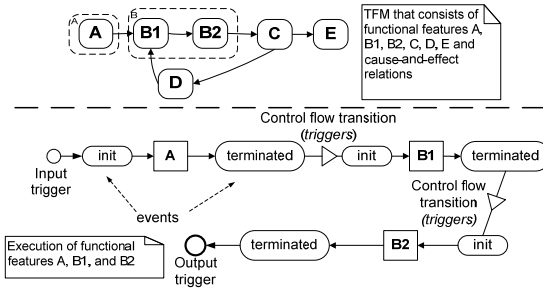 A
B
A
B1
B2
C
E
D
TFM that consists of
functional features A,
B1, B2, C, D, E and
cause-and-effect
relations
Control flow transition
(triggers)
init
A
terminated
init
B1
terminated
Input
trigger
Control flow
transition
(triggers)
events
Execution of functional
features A, B1, and B2
Output
trigger
terminated
B2
init